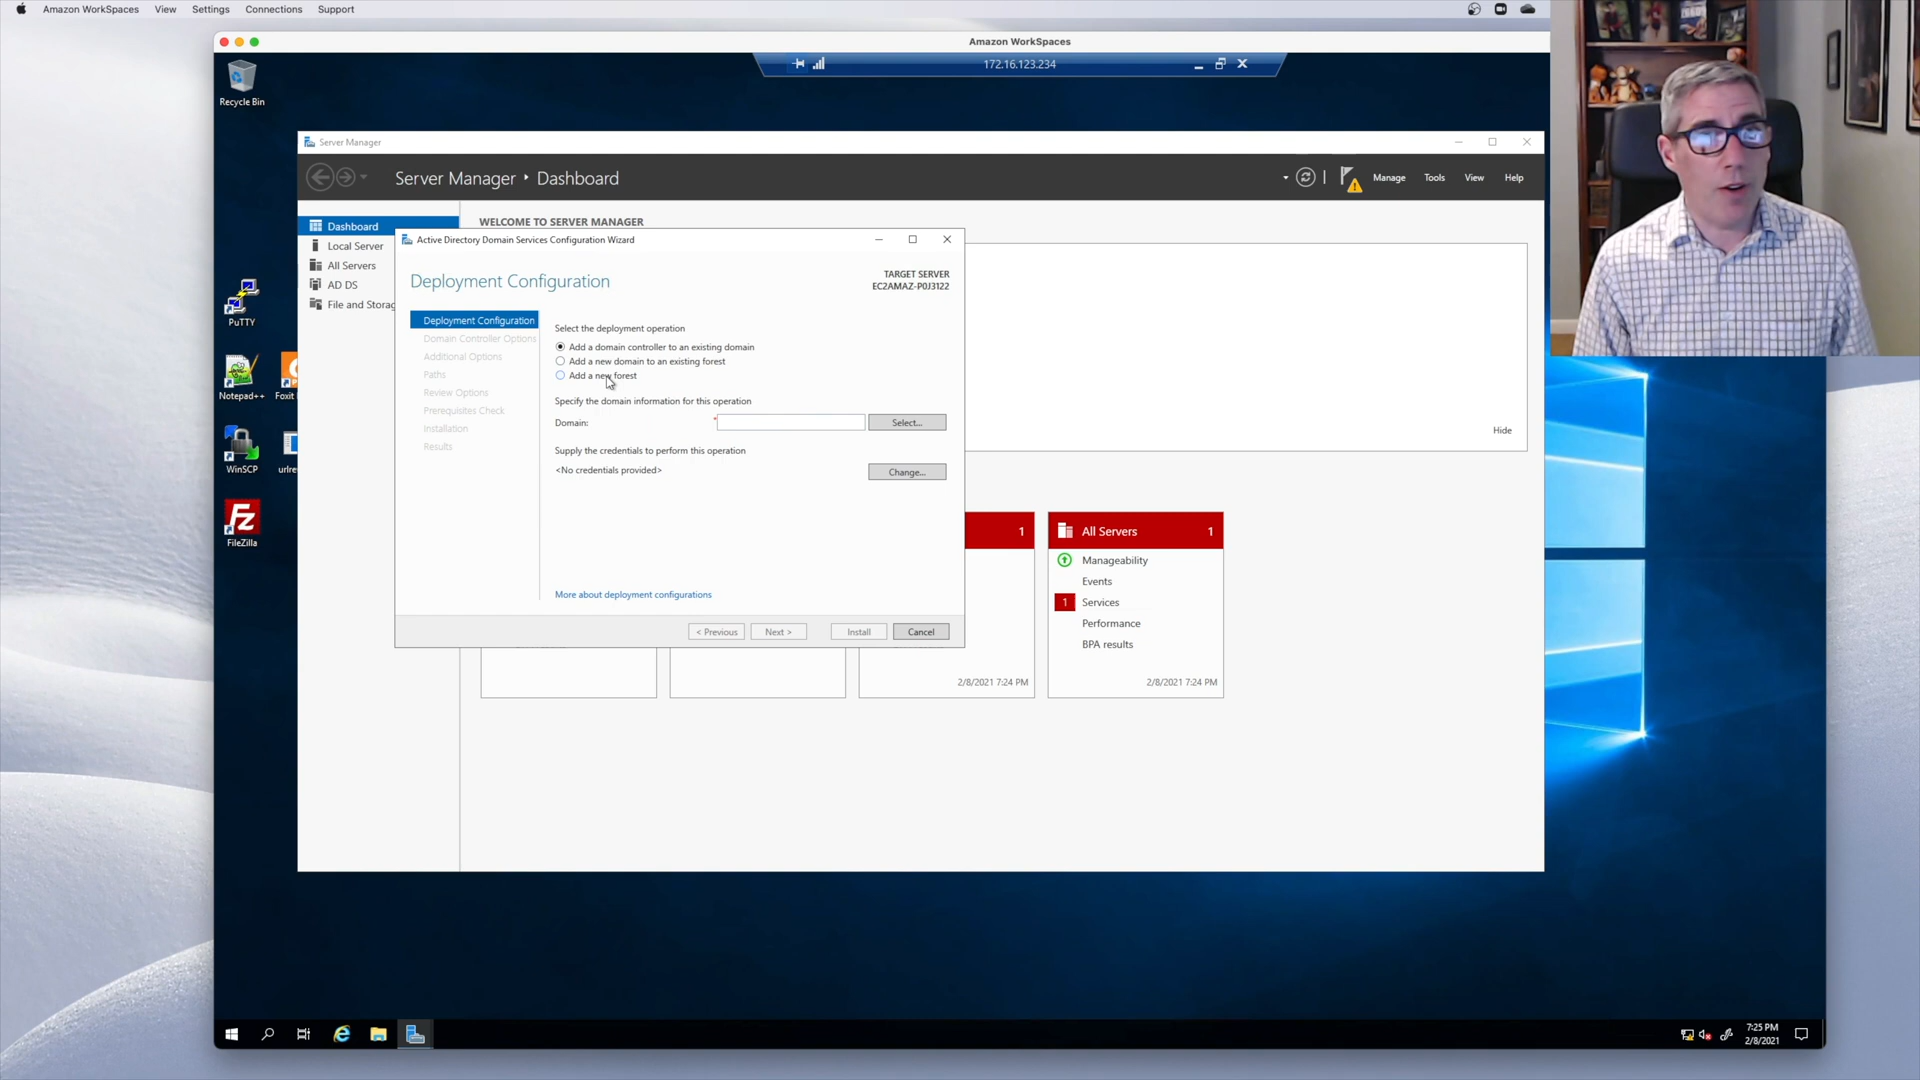 Amazon WorkSpaces View Settings Connections Support
Amazon WorkSpaces
172.16.123.234
Recycle Bin
Server Manager
Server Manager • Dashboard
Manage Tools View Help
Dashboard
Local Server
All Servers
AD DS
File and Storag
WELCOME TO SERVER MANAGER
Active Directory Domain Services Configuration Wizard
Deployment Configuration
TARGET SERVER
EC2AMAZ-P0J3122
Deployment Configuration
Domain Controller Options
Additional Options
Paths
Review Options
Prerequisites Check
Installation
Results
Select the deployment operation
Add a domain controller to an existing domain
Add a new domain to an existing forest
Add a new forest
Specify the domain information for this operation
Domain: * Select...
Supply the credentials to perform this operation
<No credentials provided> Change...
More about deployment configurations
< Previous Next > Install Cancel
Hide
1
All Servers 1
Manageability
Events
1 Services
Performance
BPA results
2/8/2021 7:24 PM
2/8/2021 7:24 PM
PuTTY
Notepad++
Foxit
WinSCP
urlre
FileZilla
7:25 PM
2/8/2021